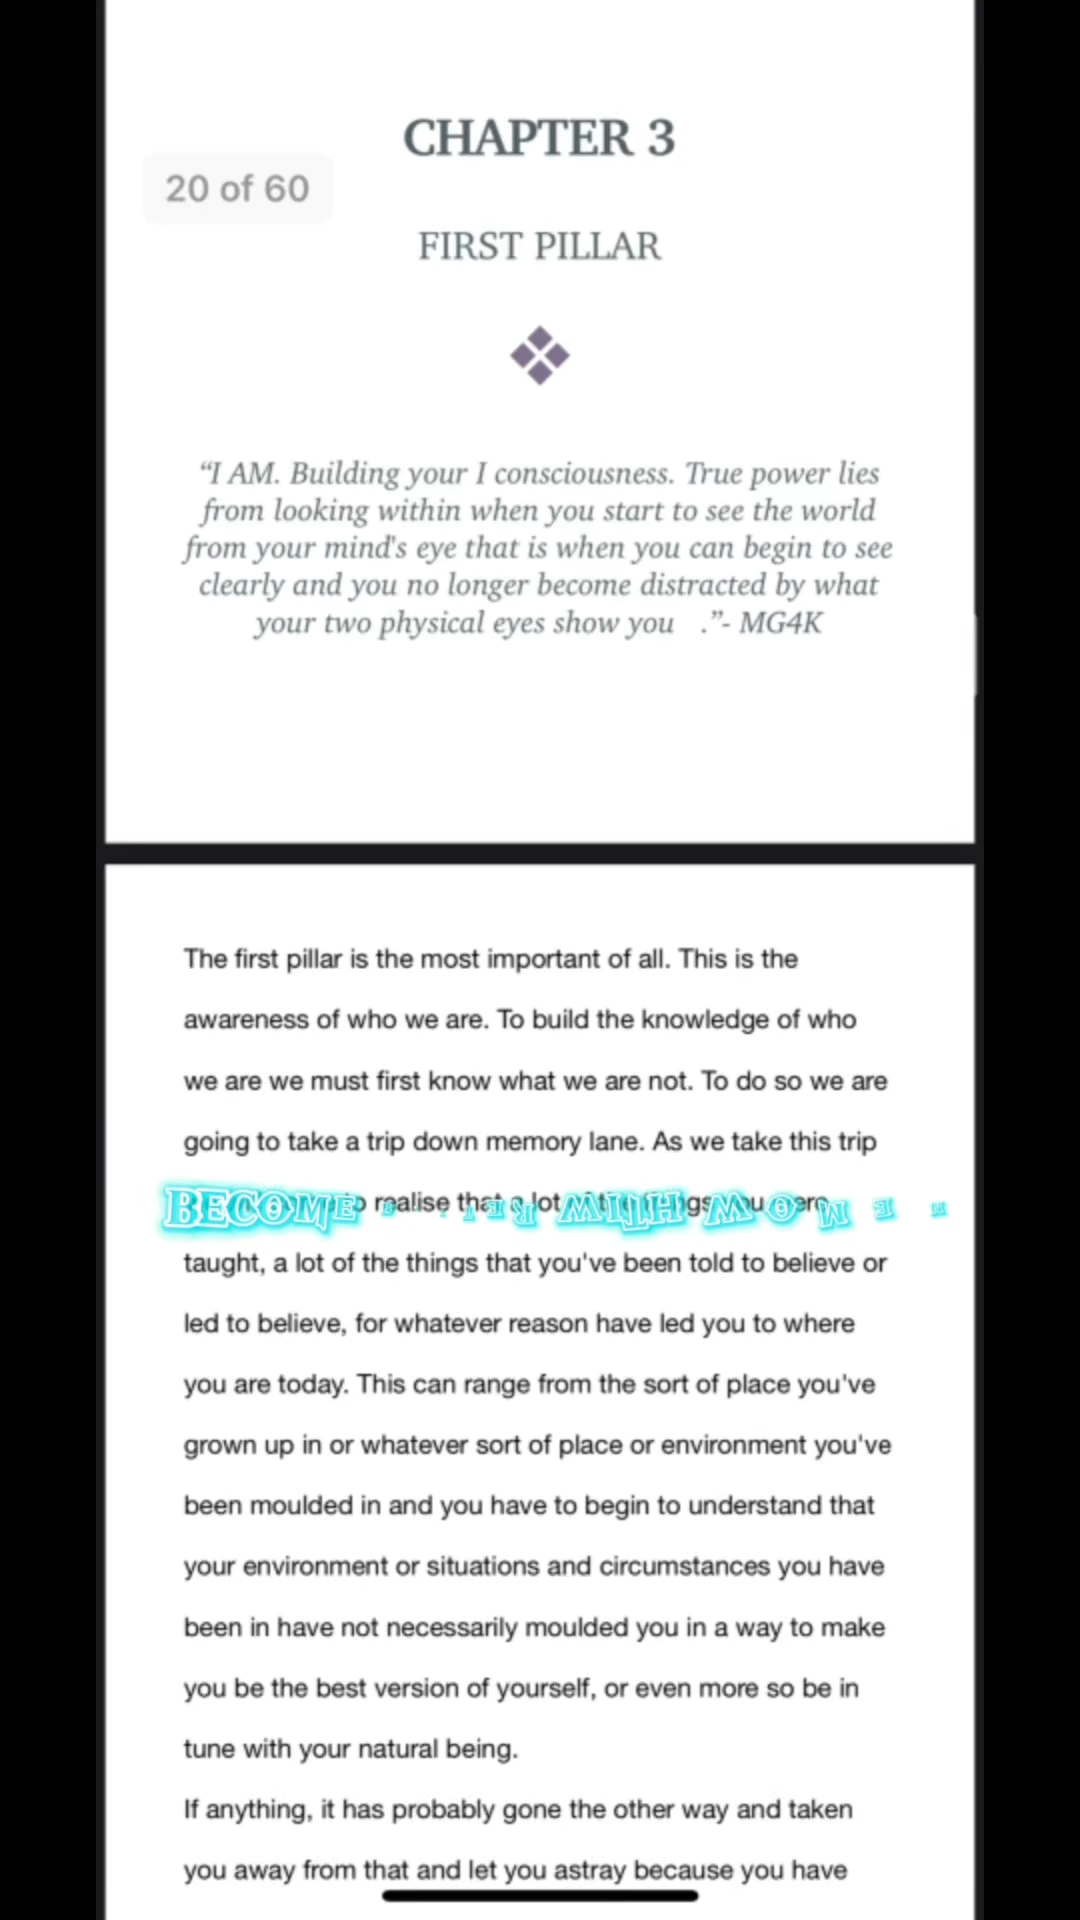 CHAPTER 3
20 of 60
FIRST PILLAR
“I AM. Building your I consciousness. True power lies
from looking within when you start to see the world
from your mind's eye that is when you can begin to see
clearly and you no longer become distracted by what
your two physical eyes show you .”- MG4K
The first pillar is the most important of all. This is the
awareness of who we are. To build the knowledge of who
we are we must first know what we are not. To do so we are
going to take a trip down memory lane. As we take this trip
realise that a lot of the things you were
BECOME BETTER WITH WOMEN
taught, a lot of the things that you've been told to believe or
led to believe, for whatever reason have led you to where
you are today. This can range from the sort of place you've
grown up in or whatever sort of place or environment you've
been moulded in and you have to begin to understand that
your environment or situations and circumstances you have
been in have not necessarily moulded you in a way to make
you be the best version of yourself, or even more so be in
tune with your natural being.
If anything, it has probably gone the other way and taken
you away from that and let you astray because you have